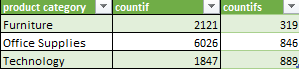 product category countif countifs
Furniture 2121 319
Office Supplies 6026 846
Technology 1847 889